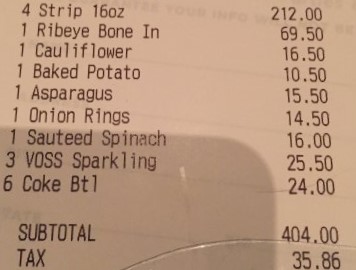 4 Strip 16oz 212.00
1 Ribeye Bone In 69.50
1 Cauliflower 16.50
1 Baked Potato 10.50
1 Asparagus 15.50
1 Onion Rings 14.50
1 Sauteed Spinach 16.00
3 VOSS Sparkling 25.50
6 Coke Btl 24.00
SUBTOTAL 404.00
TAX 35.86